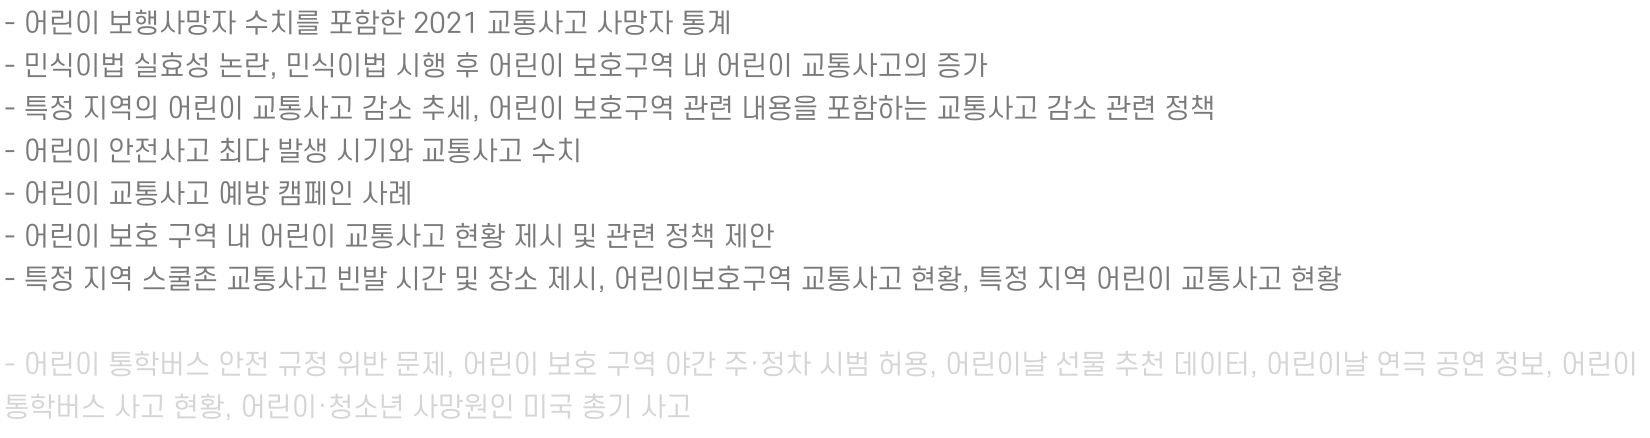 - 어린이 보행사망자 수치를 포함한 2021 교통사고 사망자 통계
- 민식이법 실효성 논란, 민식이법 시행 후 어린이 보호구역 내 어린이 교통사고의 증가
- 특정 지역의 어린이 교통사고 감소 추세, 어린이 보호구역 관련 내용을 포함하는 교통사고 감소 관련 정책
- 어린이 안전사고 최다 발생 시기와 교통사고 수치
- 어린이 교통사고 예방 캠페인 사례
- 어린이 보호 구역 내 어린이 교통사고 현황 제시 및 관련 정책 제안
- 특정 지역 스쿨존 교통사고 빈발 시간 및 장소 제시, 어린이보호구역 교통사고 현황, 특정 지역 어린이 교통사고 현황
- 어린이 통학버스 안전 규정 위반 문제, 어린이 보호 구역 야간 주·정차 시범 허용, 어린이날 선물 추천 데이터, 어린이날 연극 공연 정보, 어린이
통학버스 사고 현황, 어린이·청소년 사망원인 미국 총기 사고